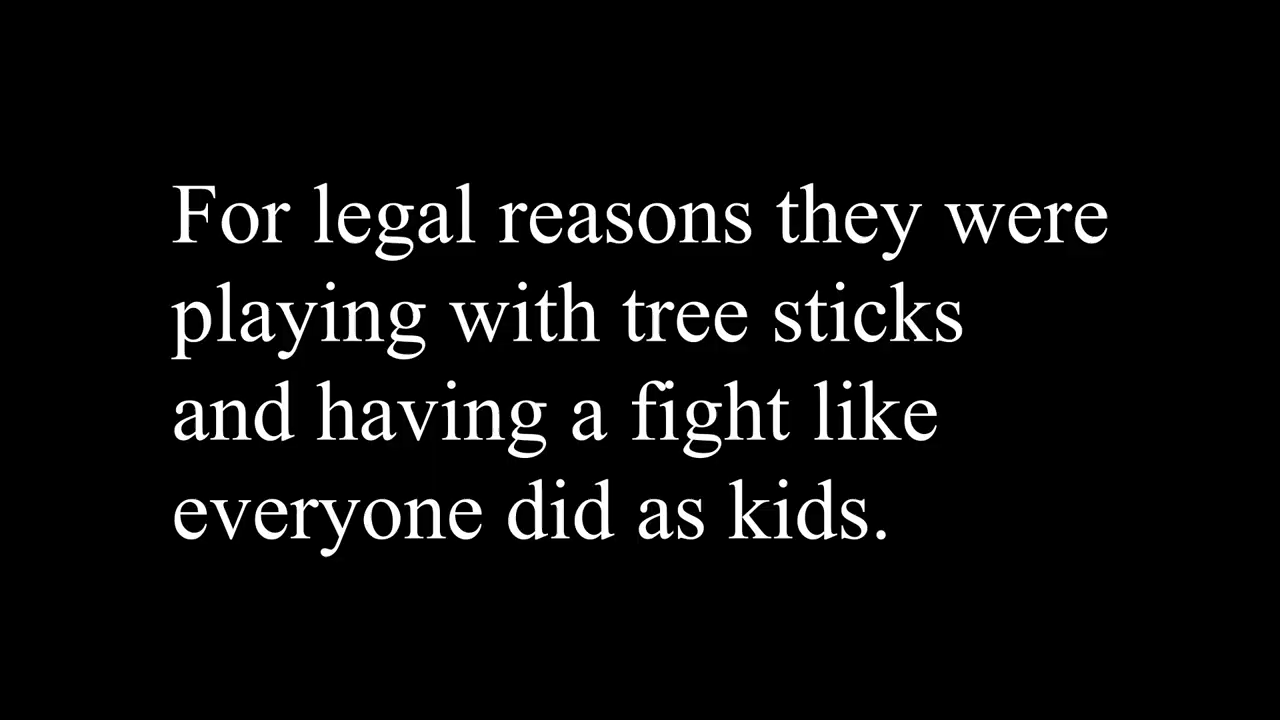 For legal reasons they were
playing with tree sticks
and having a fight like
everyone did as kids.